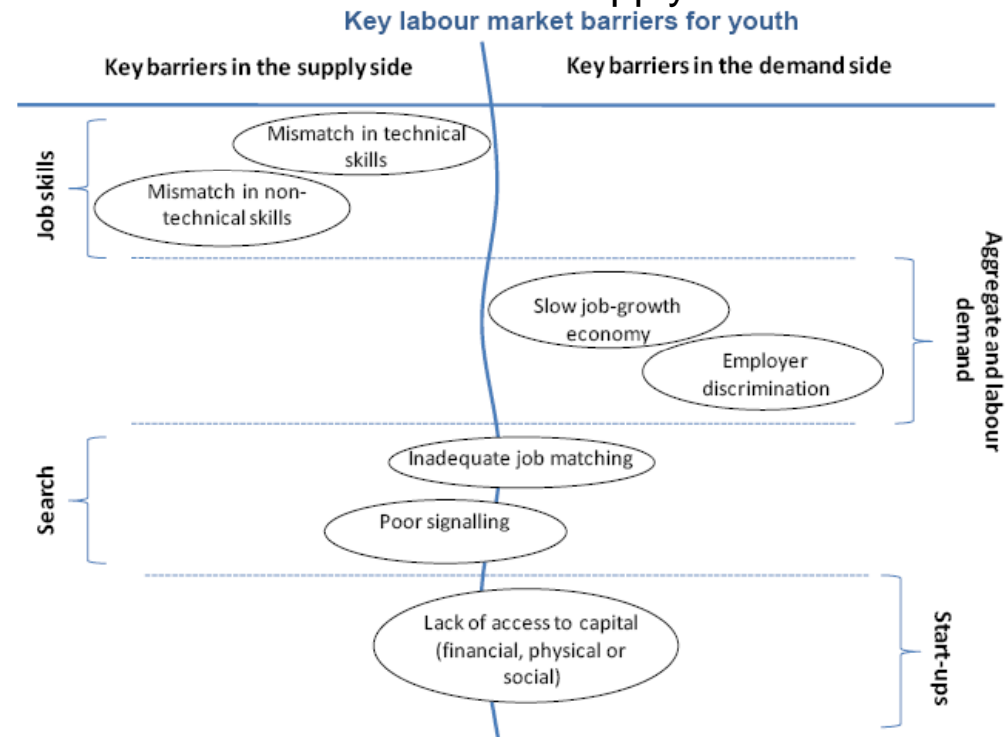 Key labour market barriers for youth
Key barriers in the supply side
Key barriers in the demand side
Job skills
Mismatch in technical
skills
Mismatch in non-
technical skills
Aggregate and labour
demand
Slow job-growth
economy
Employer
discrimination
Search
Inadequate job matching
Poor signalling
Start-ups
Lack of access to capital
(financial, physical or
social)